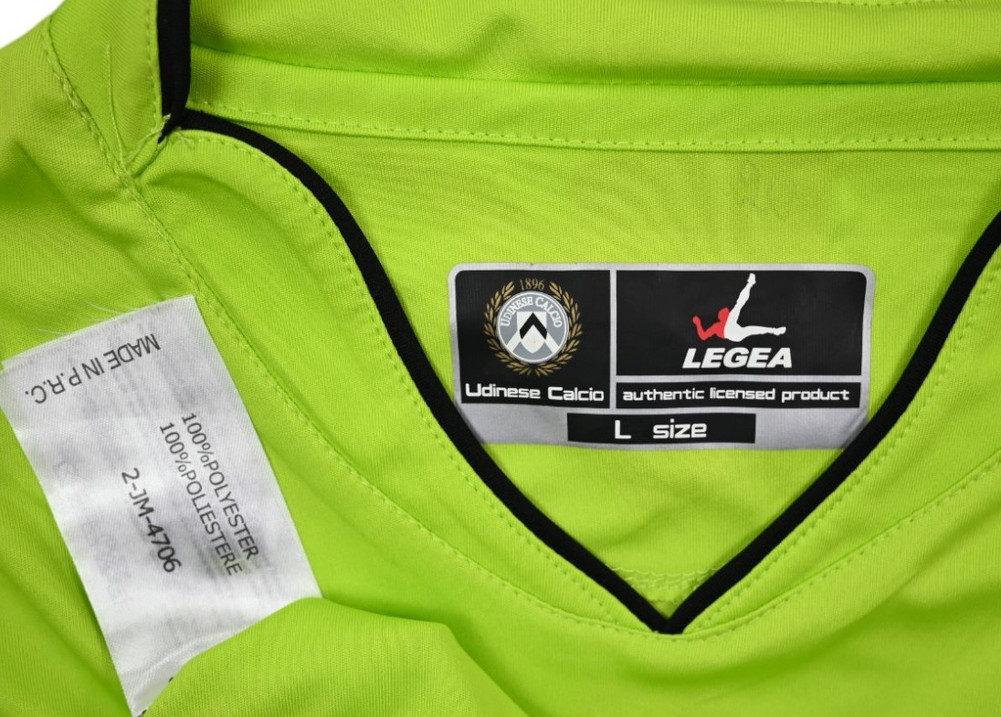 1896
UDINESE CALCIO
Udinese Calcio
LEGEA
authentic licensed product
L size
MADE IN P.R.C.
100%POLYESTER
100%POLIESTERE
2-JM-4706